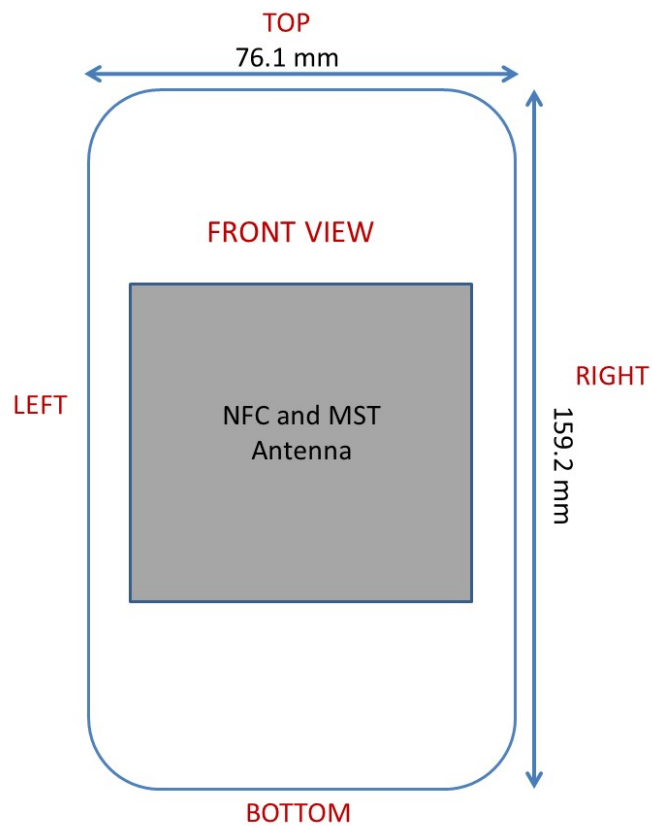 TOP
76.1 mm
FRONT VIEW
LEFT
RIGHT
NFC and MST
Antenna
159.2 mm
BOTTOM